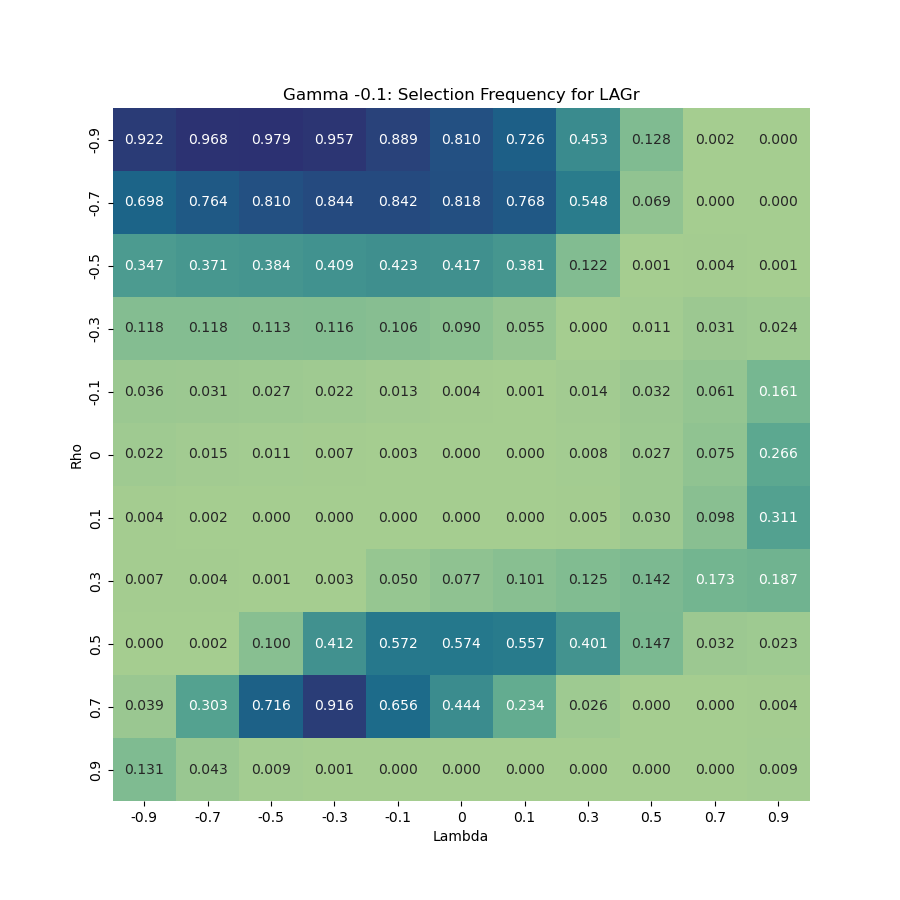 Gamma -0.1: Selection Frequency for LAGr
-0.9 0.922 0.968 0.979 0.957 0.889 0.810 0.726 0.453 0.128 0.002 0.000
-0.7 0.698 0.764 0.810 0.844 0.842 0.818 0.768 0.548 0.069 0.000 0.000
-0.5 0.347 0.371 0.384 0.409 0.423 0.417 0.381 0.122 0.001 0.004 0.001
-0.3 0.118 0.118 0.113 0.116 0.106 0.090 0.055 0.000 0.011 0.031 0.024
-0.1 0.036 0.031 0.027 0.022 0.013 0.004 0.001 0.014 0.032 0.061 0.161
Rho
0 0.022 0.015 0.011 0.007 0.003 0.000 0.000 0.008 0.027 0.075 0.266
0.1 0.004 0.002 0.000 0.000 0.000 0.000 0.000 0.005 0.030 0.098 0.311
0.3 0.007 0.004 0.001 0.003 0.050 0.077 0.101 0.125 0.142 0.173 0.187
0.5 0.000 0.002 0.100 0.412 0.572 0.574 0.557 0.401 0.147 0.032 0.023
0.7 0.039 0.303 0.716 0.916 0.656 0.444 0.234 0.026 0.000 0.000 0.004
0.9 0.131 0.043 0.009 0.001 0.000 0.000 0.000 0.000 0.000 0.000 0.009
-0.9 -0.7 -0.5 -0.3 -0.1 0 0.1 0.3 0.5 0.7 0.9
Lambda